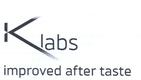 K labs
improved after taste